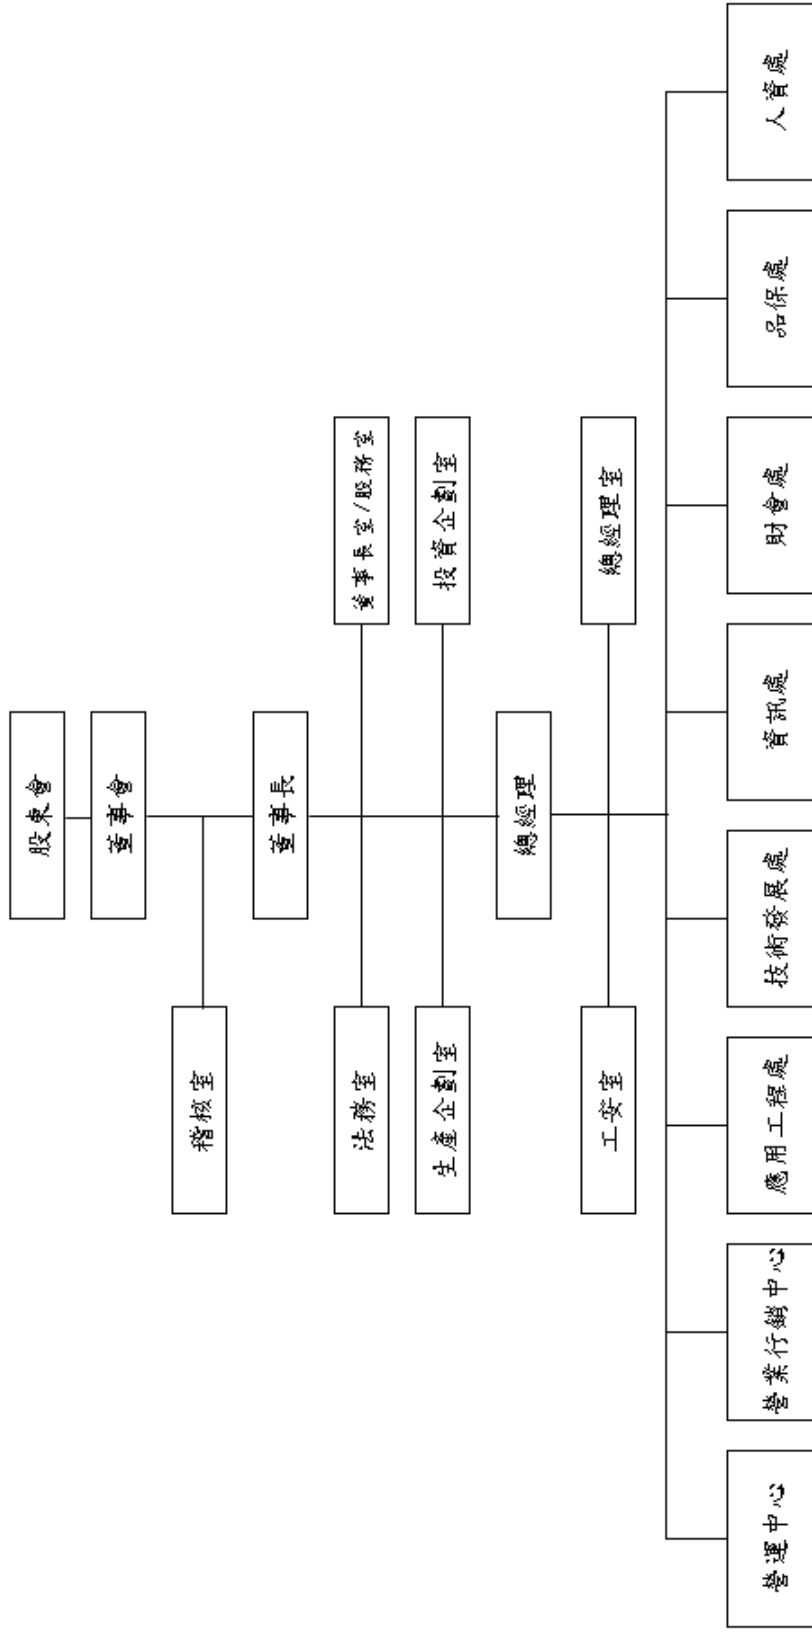 股東會
董事會
稽核室
董事長
法務室
董事長室/股務室
生產企劃室
投資企劃室
總經理
工安室
總經理室
營運中心
營業行銷中心
應用工程處
技術發展處
資訊處
財會處
品保處
人資處